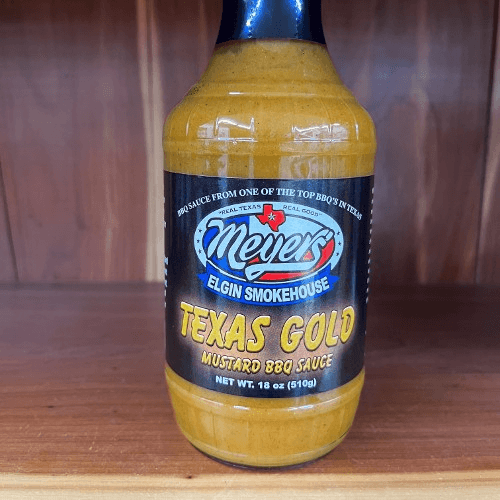 BBQ SAUCE FROM ONE OF THE TOP BBQ'S IN TEXAS
"REAL TEXAS REAL GOOD"
Meyer's
ELGIN SMOKEHOUSE
TEXAS GOLD
MUSTARD BBQ SAUCE
NET WT. 18 oz (510g)